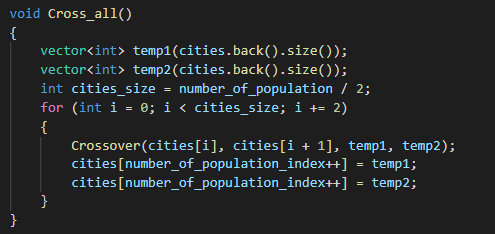 void Cross_all()
{
    vector<int> temp1(cities.back().size());
    vector<int> temp2(cities.back().size());
    int cities_size = number_of_population / 2;
    for (int i = 0; i < cities_size; i += 2)
    {
        Crossover(cities[i], cities[i + 1], temp1, temp2);
        cities[number_of_population_index++] = temp1;
        cities[number_of_population_index++] = temp2;
    }
}